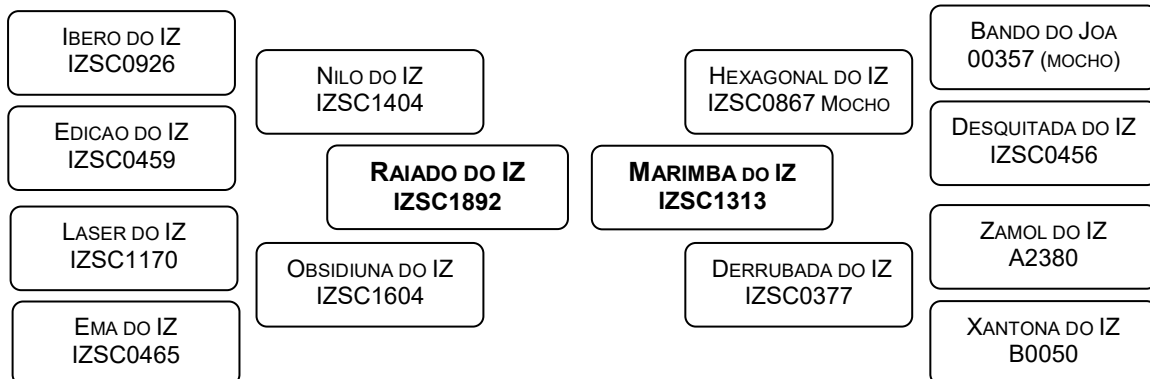 IBERO DO IZ
IZSC0926
NILO DO IZ
IZSC1404
EDICAO DO IZ
IZSC0459
RAIADO DO IZ
IZSC1892
LASER DO IZ
IZSC1170
OBSIDIUNA DO IZ
IZSC1604
EMA DO IZ
IZSC0465
BANDO DO JOA
00357 (MOCHO)
HEXAGONAL DO IZ
IZSC0867 MOCHO
DESQUITADA DO IZ
IZSC0456
MARIMBA DO IZ
IZSC1313
ZAMOL DO IZ
A2380
DERRUBADA DO IZ
IZSC0377
XANTONA DO IZ
B0050